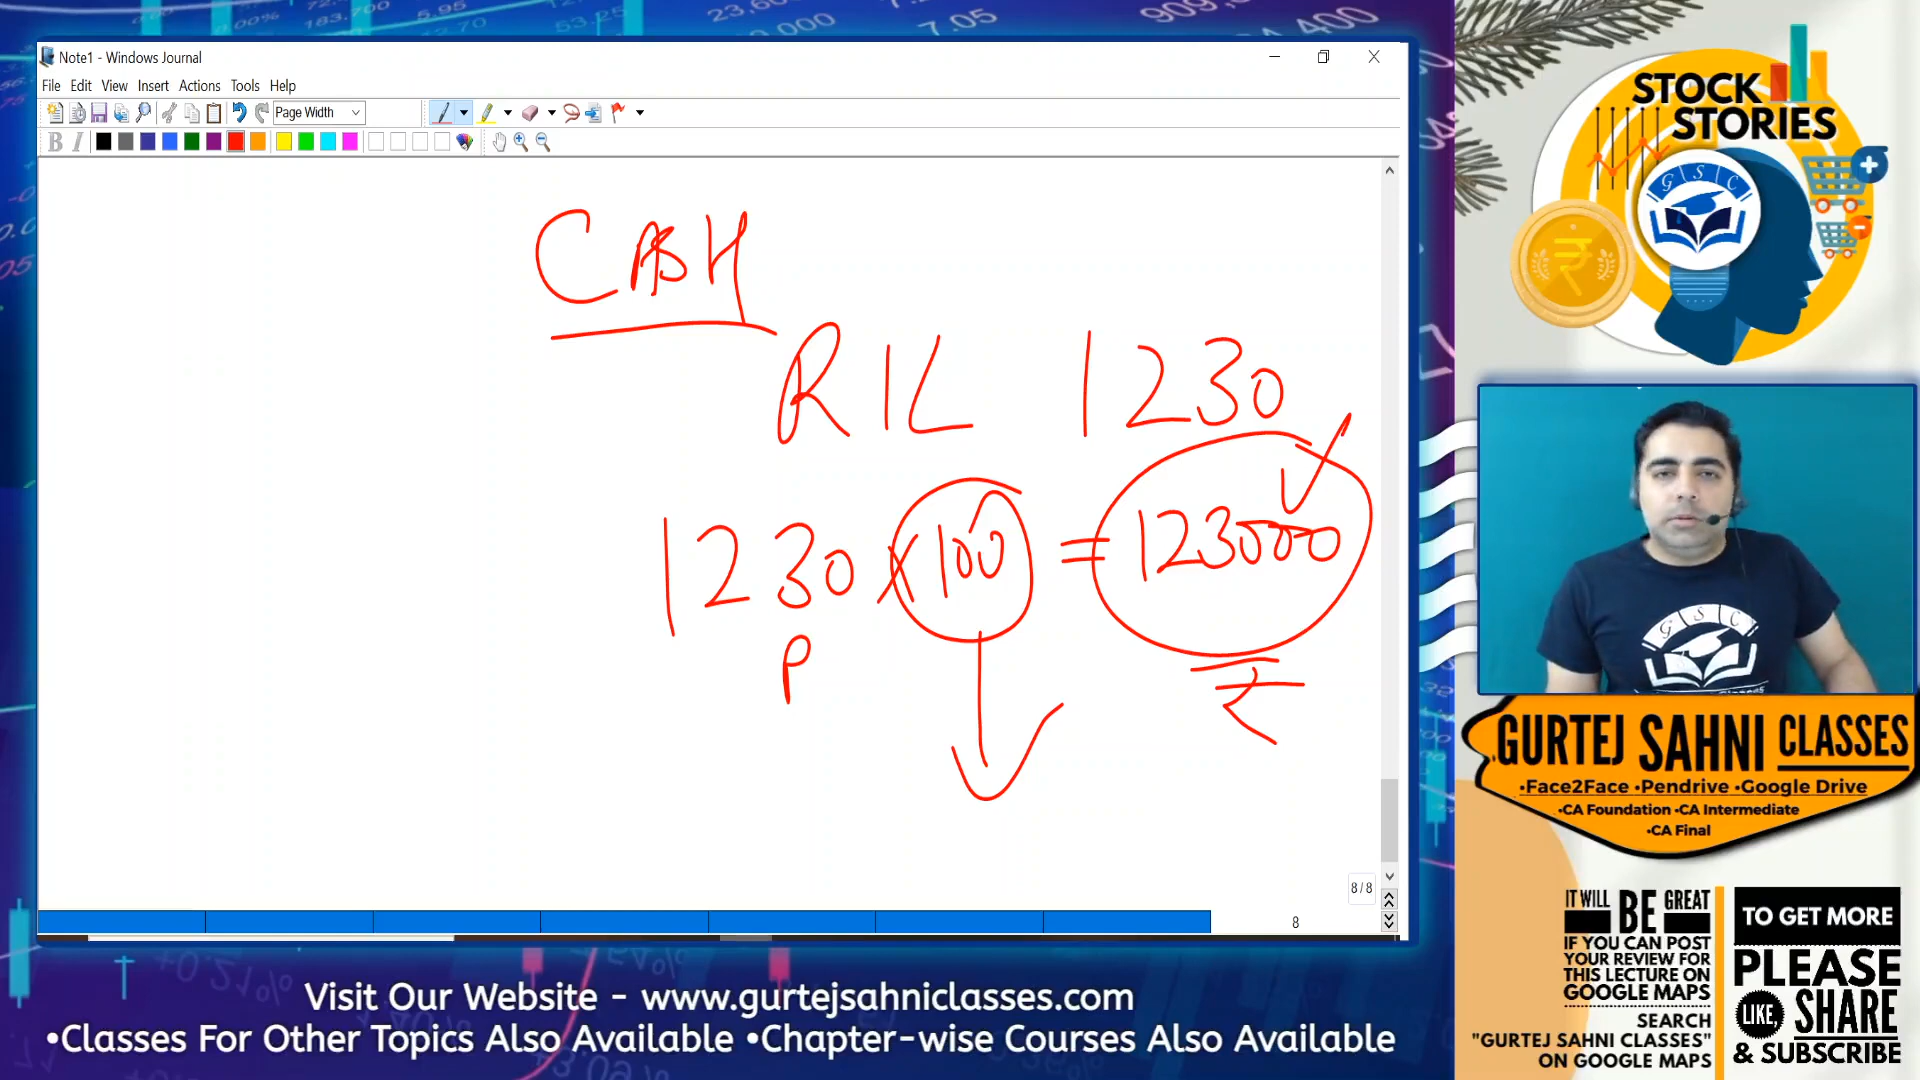 Note1 - Windows Journal
File Edit View Insert Actions Tools Help
Page Width
B I
CASH
RIL 1230
1230 × 100 = 123000
P
₹
8 / 8
8
STOCK
STORIES
G S C
₹
G S C
GURTEJ SAHNI CLASSES
•Face2Face •Pendrive •Google Drive
•CA Foundation •CA Intermediate
•CA Final
IT WILL BE GREAT
IF YOU CAN POST
YOUR REVIEW FOR
THIS LECTURE ON
GOOGLE MAPS
SEARCH
"GURTEJ SAHNI CLASSES"
ON GOOGLE MAPS
TO GET MORE
PLEASE
LIKE, SHARE
& SUBSCRIBE
Visit Our Website - www.gurtejsahniclasses.com
•Classes For Other Topics Also Available •Chapter-wise Courses Also Available